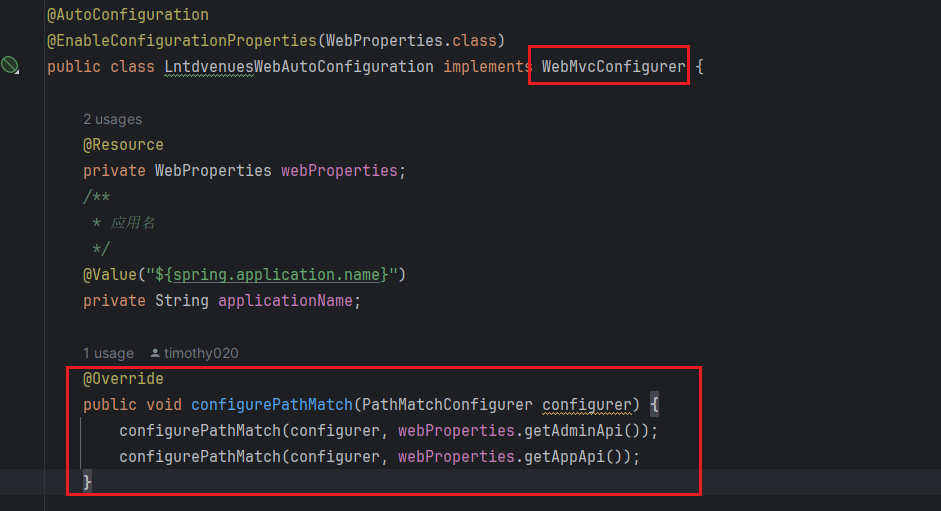 @AutoConfiguration
@EnableConfigurationProperties(WebProperties.class)
public class LntdvenuesWebAutoConfiguration implements WebMvcConfigurer {
2 usages
@Resource
private WebProperties webProperties;
/**
* 应用名
*/
@Value("${spring.application.name}")
private String applicationName;
1 usage timothy020
@Override
public void configurePathMatch(PathMatchConfigurer configurer) {
configurePathMatch(configurer, webProperties.getAdminApi());
configurePathMatch(configurer, webProperties.getAppApi());
}